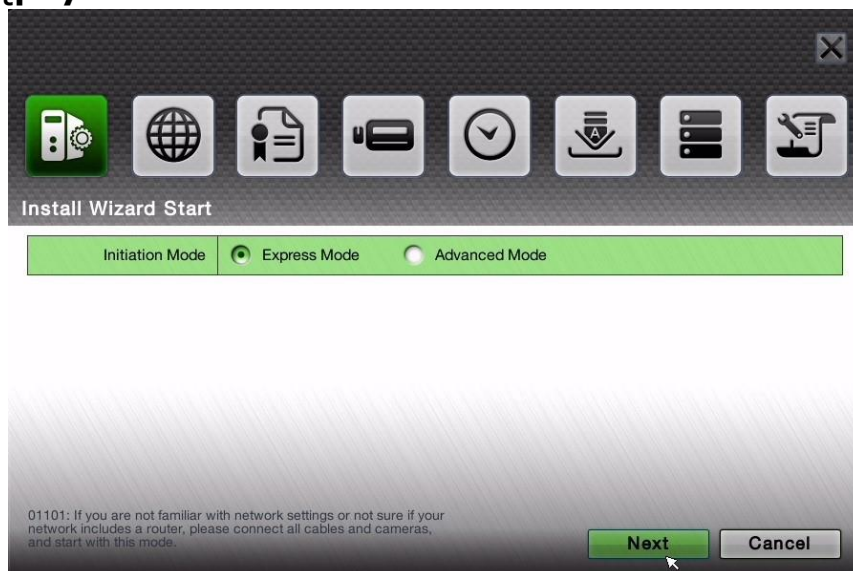 Install Wizard Start
Initiation Mode Express Mode Advanced Mode
01101: If you are not familiar with network settings or not sure if your
network includes a router, please connect all cables and cameras,
and start with this mode.
Next Cancel